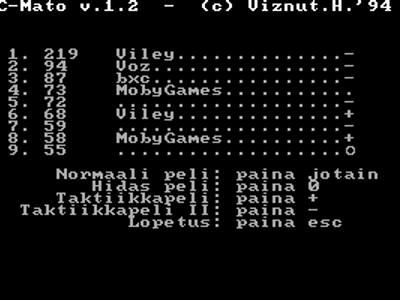 C-Mato v.1.2 - (c) Viznut.H.'94
1. 219 Viley...............-
2. 94 Voz.................-
3. 87 bxc.................-
4. 73 MobyGames...........
5. 72 ....................-
6. 68 Viley...............+
7. 59 ....................-
8. 58 MobyGames...........+
9. 55 ....................o
Normaali peli: paina jotain
Hidas peli: paina 0
Taktiikkapeli: paina +
Taktiikkapeli II: paina -
Lopetus: paina esc